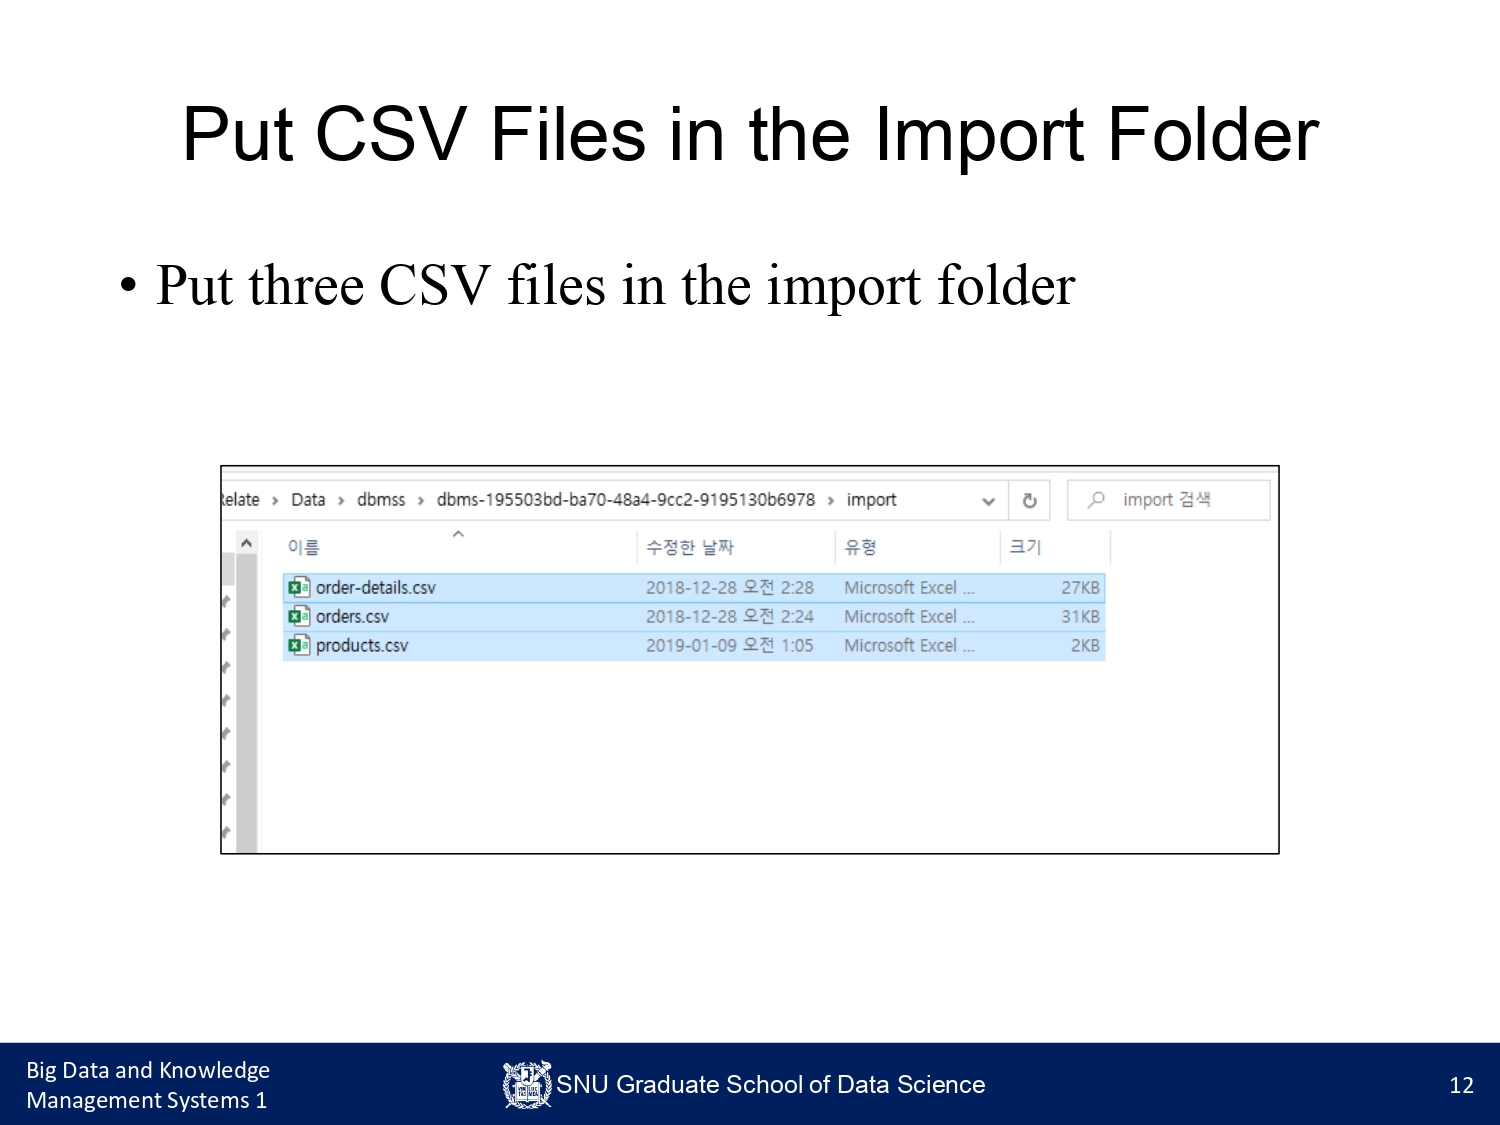 Put CSV Files in the Import Folder
• Put three CSV files in the import folder
elate > Data > dbmss > dbms-195503bd-ba70-48a4-9cc2-9195130b6978 > import
import 검색
이름 수정한 날짜 유형 크기
order-details.csv 2018-12-28 오전 2:28 Microsoft Excel ... 27KB
orders.csv 2018-12-28 오전 2:24 Microsoft Excel ... 31KB
products.csv 2019-01-09 오전 1:05 Microsoft Excel ... 2KB
Big Data and Knowledge
Management Systems 1
SNU Graduate School of Data Science
12